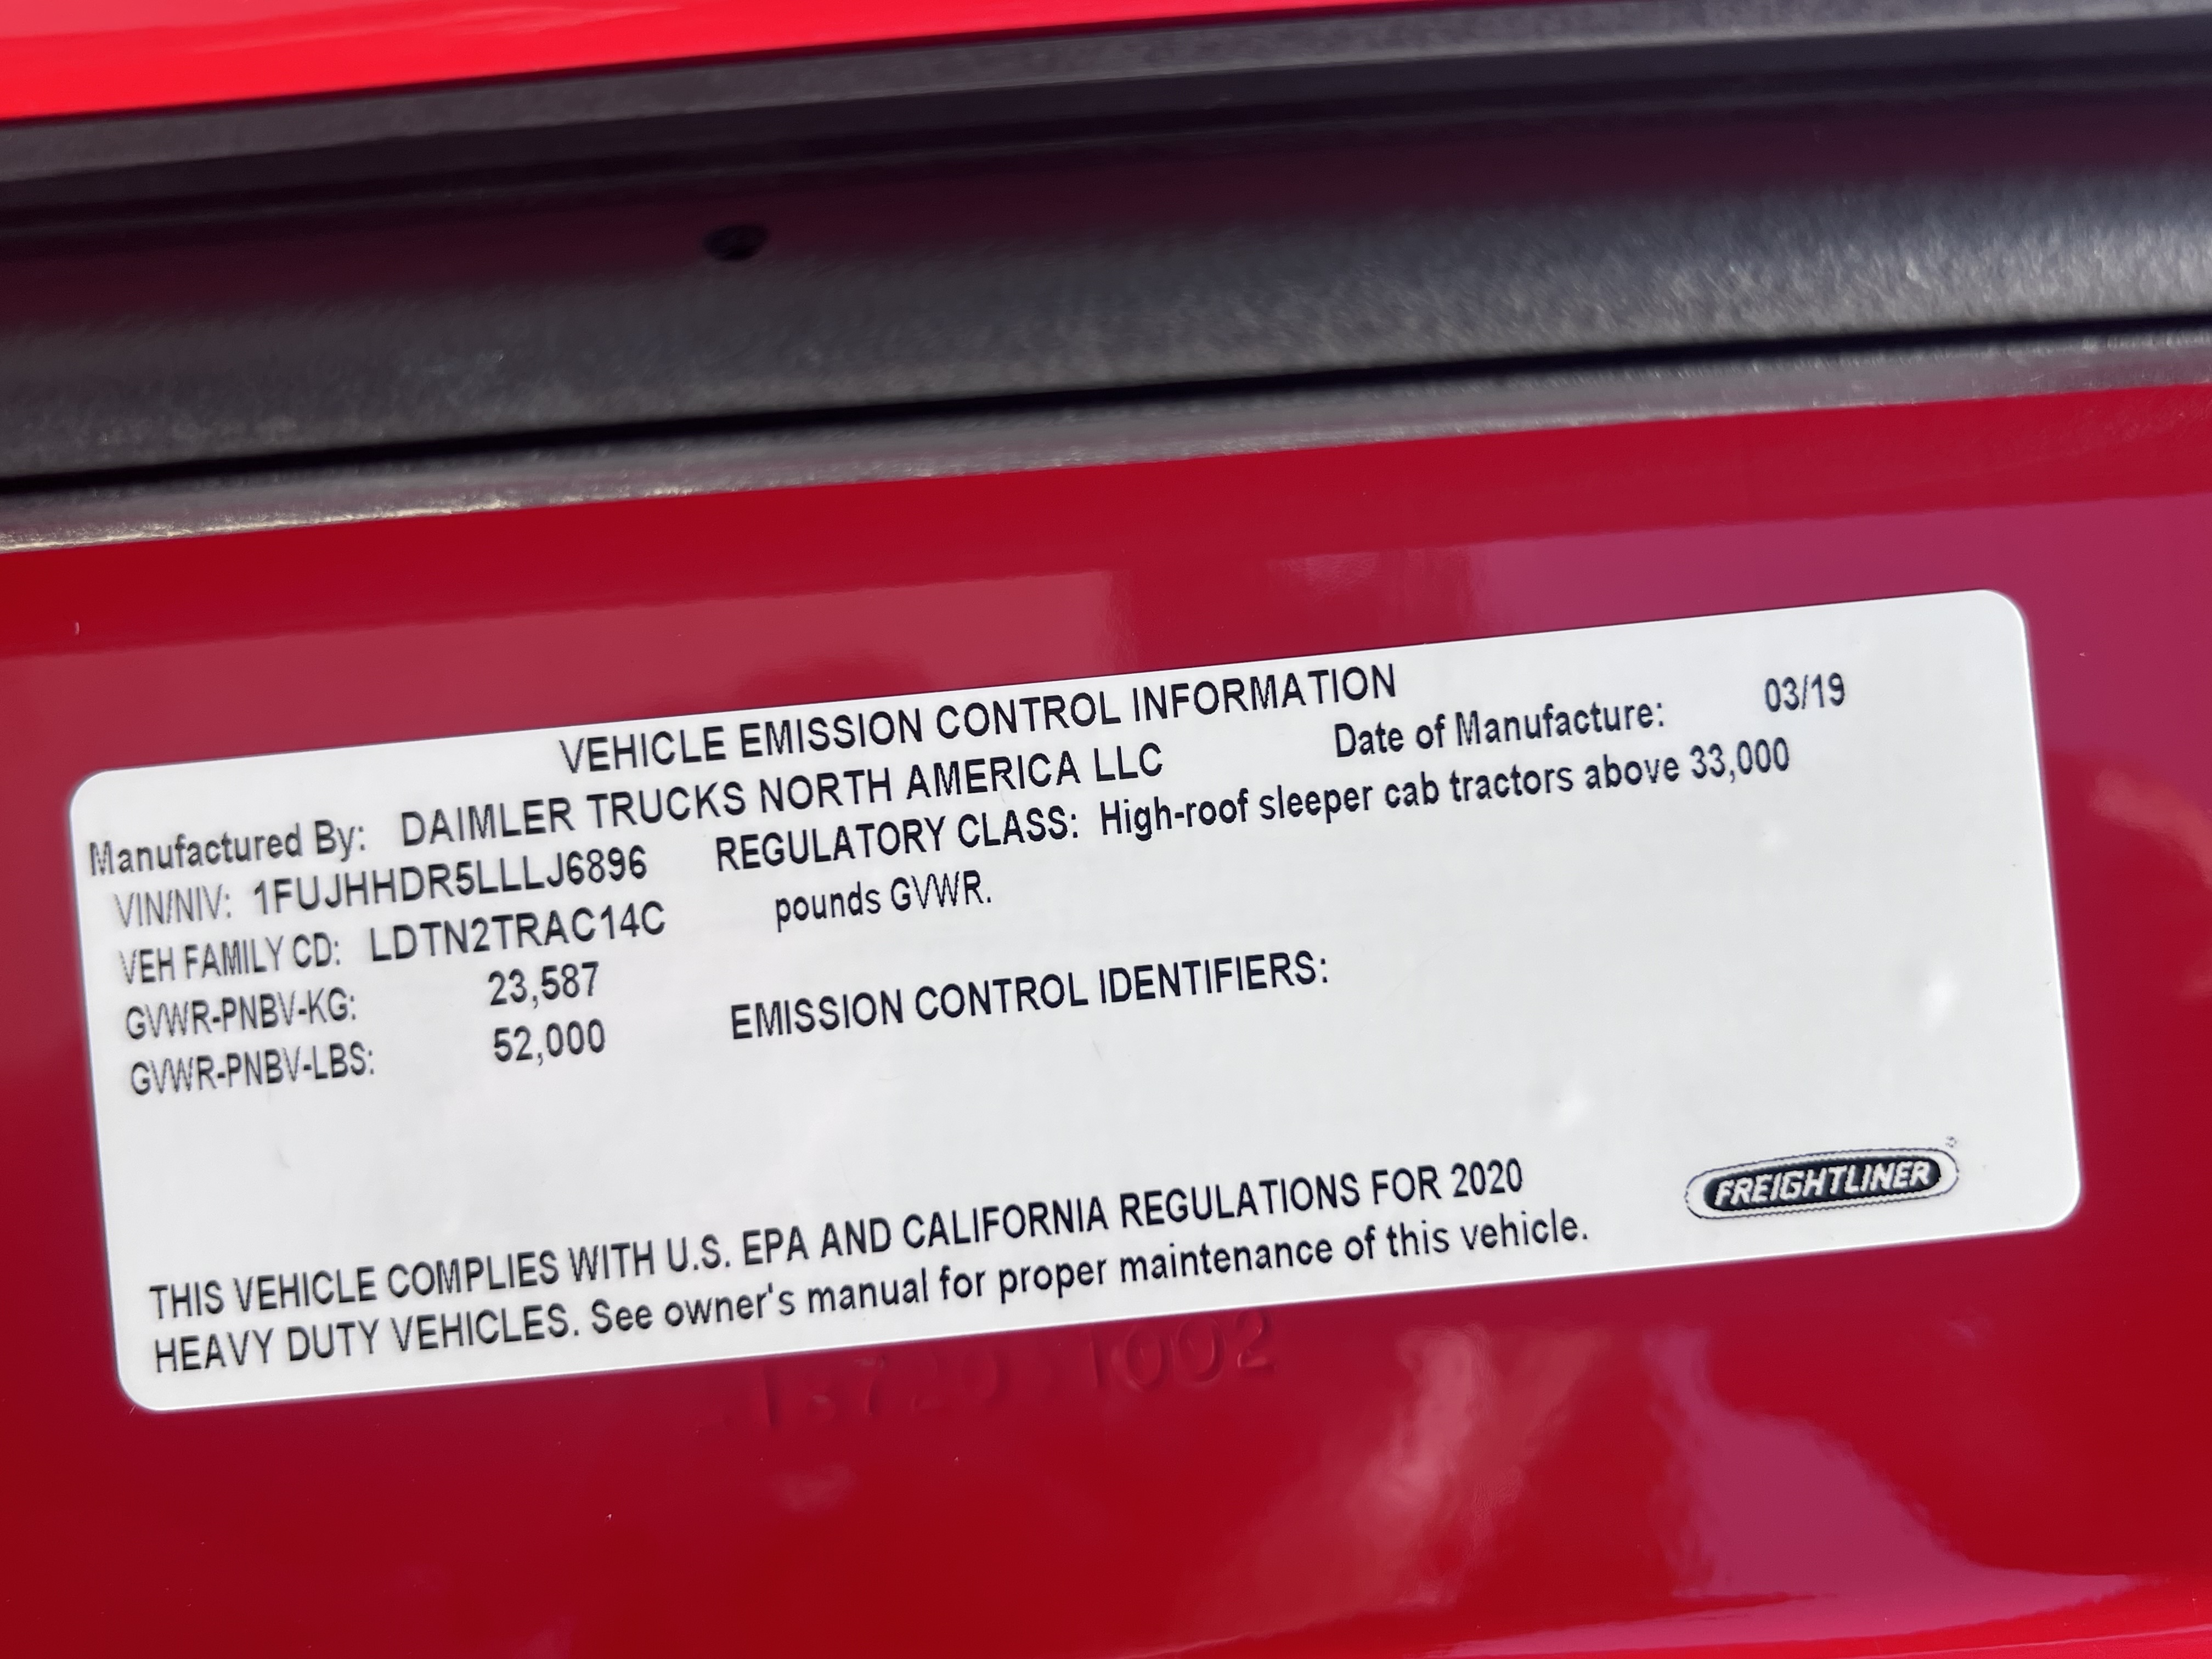 VEHICLE EMISSION CONTROL INFORMATION
Manufactured By: DAIMLER TRUCKS NORTH AMERICA LLC Date of Manufacture: 03/19
VIN/NIV: 1FUJHHDR5LLLJ6896 REGULATORY CLASS: High-roof sleeper cab tractors above 33,000
VEH FAMILY CD: LDTN2TRAC14C pounds GVWR.
GVWR-PNBV-KG: 23,587
GVWR-PNBV-LBS: 52,000 EMISSION CONTROL IDENTIFIERS:
THIS VEHICLE COMPLIES WITH U.S. EPA AND CALIFORNIA REGULATIONS FOR 2020
HEAVY DUTY VEHICLES. See owner's manual for proper maintenance of this vehicle.
FREIGHTLINER
1002